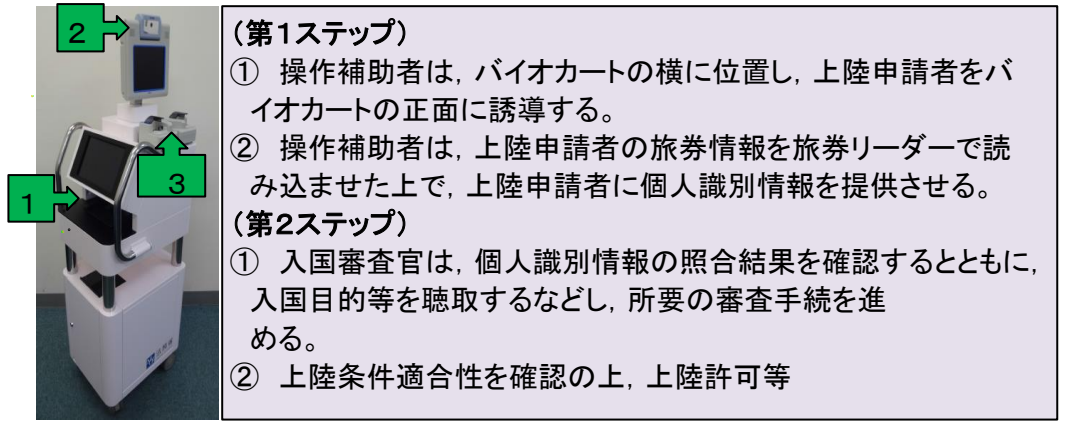 2
1
3
（第１ステップ）
① 操作補助者は，バイオカートの横に位置し，上陸申請者をバ
イオカートの正面に誘導する。
② 操作補助者は，上陸申請者の旅券情報を旅券リーダーで読
み込ませた上で，上陸申請者に個人識別情報を提供させる。
（第２ステップ）
① 入国審査官は，個人識別情報の照合結果を確認するとともに，
入国目的等を聴取するなどし，所要の審査手続を進
める。
② 上陸条件適合性を確認の上，上陸許可等